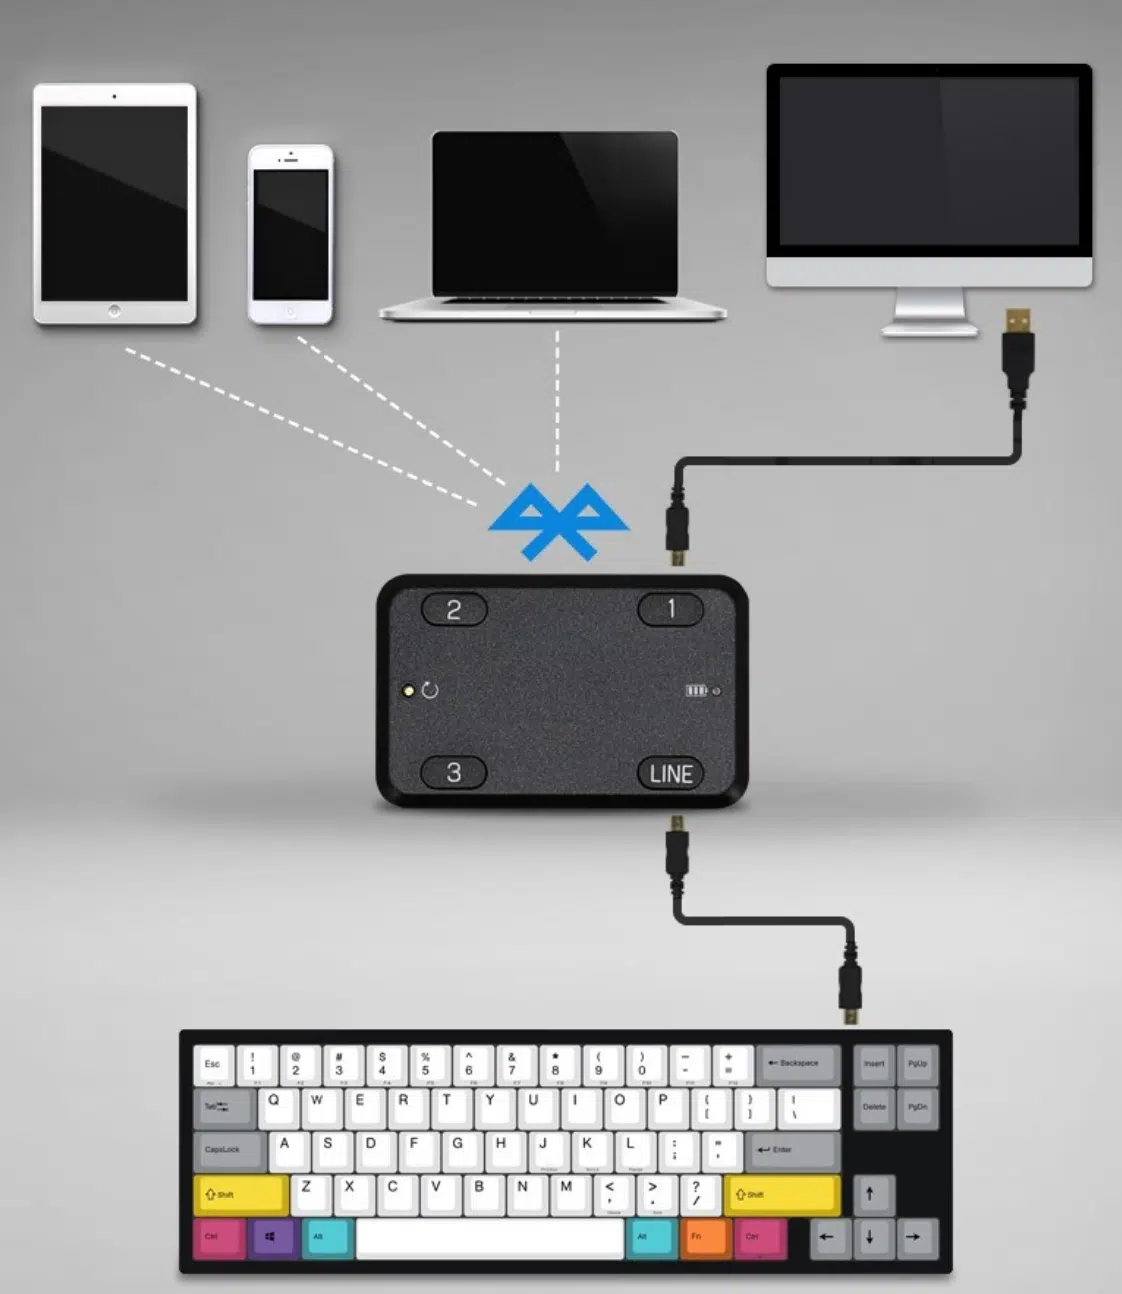 2 1
3 LINE
Esc ! 1 @ 2 # 3 $ 4 % 5 ^ 6 & 7 * 8 ( 9 ) 0 _ - + = ← Backspace Insert PgUp
Tab Q W E R T Y U I O P { [ } ] | \ Delete PgDn
CapsLock A S D F G H J K L : ; " ' ↵ Enter
⇧ Shift Z X C V B N M < , > . ? / ⇧ Shift ↑
Ctrl Alt Alt Fn Ctrl ← ↓ →